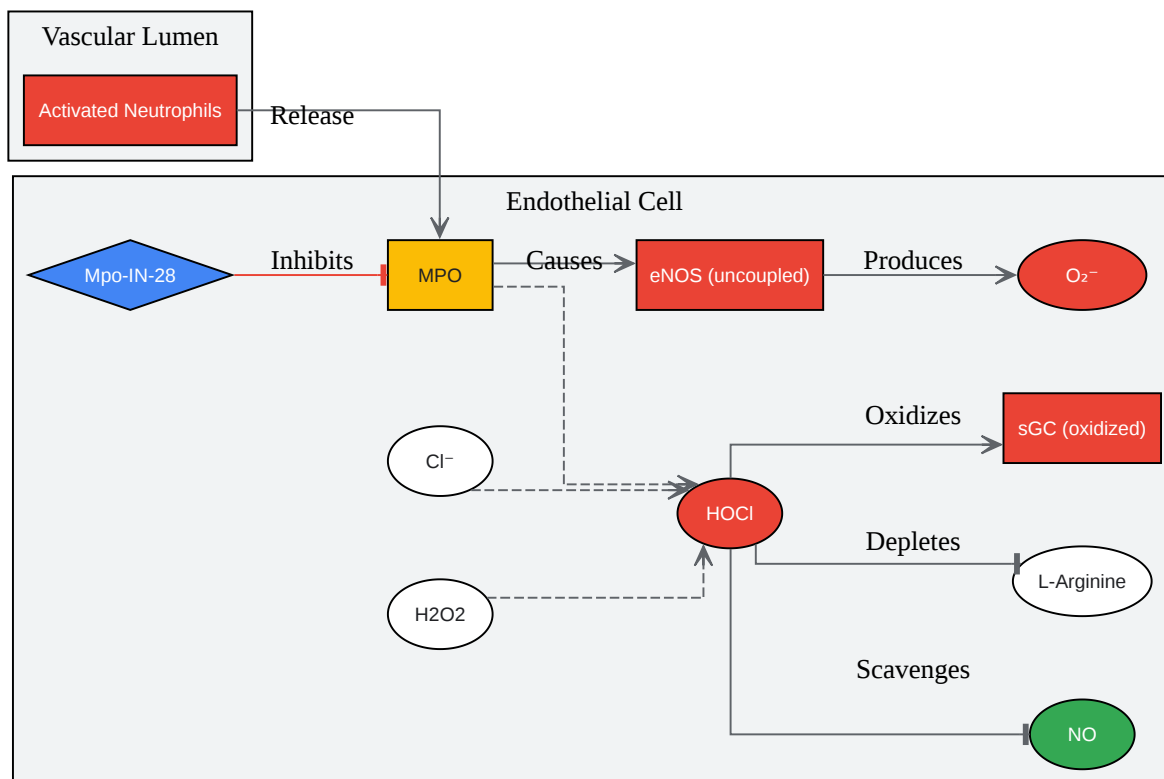 Vascular Lumen
Activated Neutrophils
Release
Endothelial Cell
Mpo-IN-28
Inhibits
MPO
Causes
eNOS (uncoupled)
Produces
O₂⁻
Oxidizes
sGC (oxidized)
Cl⁻
HOCl
Depletes
L-Arginine
H2O2
Scavenges
NO